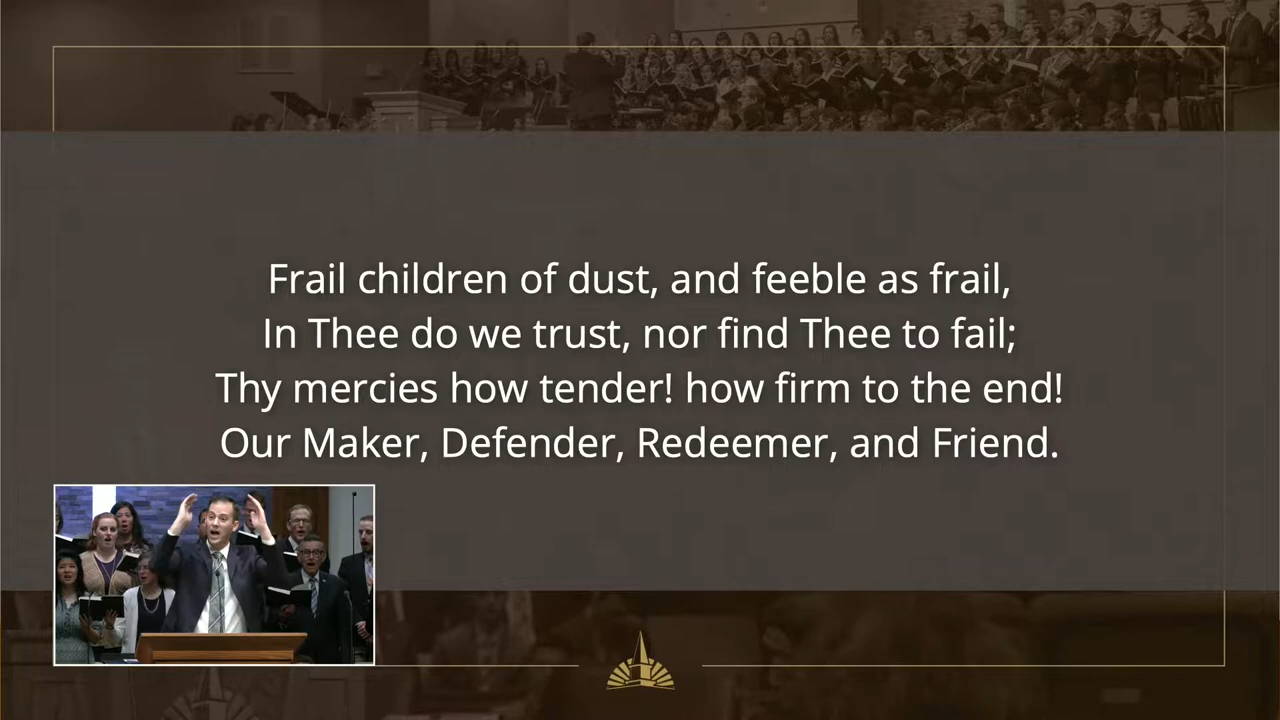 Frail children of dust, and feeble as frail,
In Thee do we trust, nor find Thee to fail;
Thy mercies how tender! how firm to the end!
Our Maker, Defender, Redeemer, and Friend.